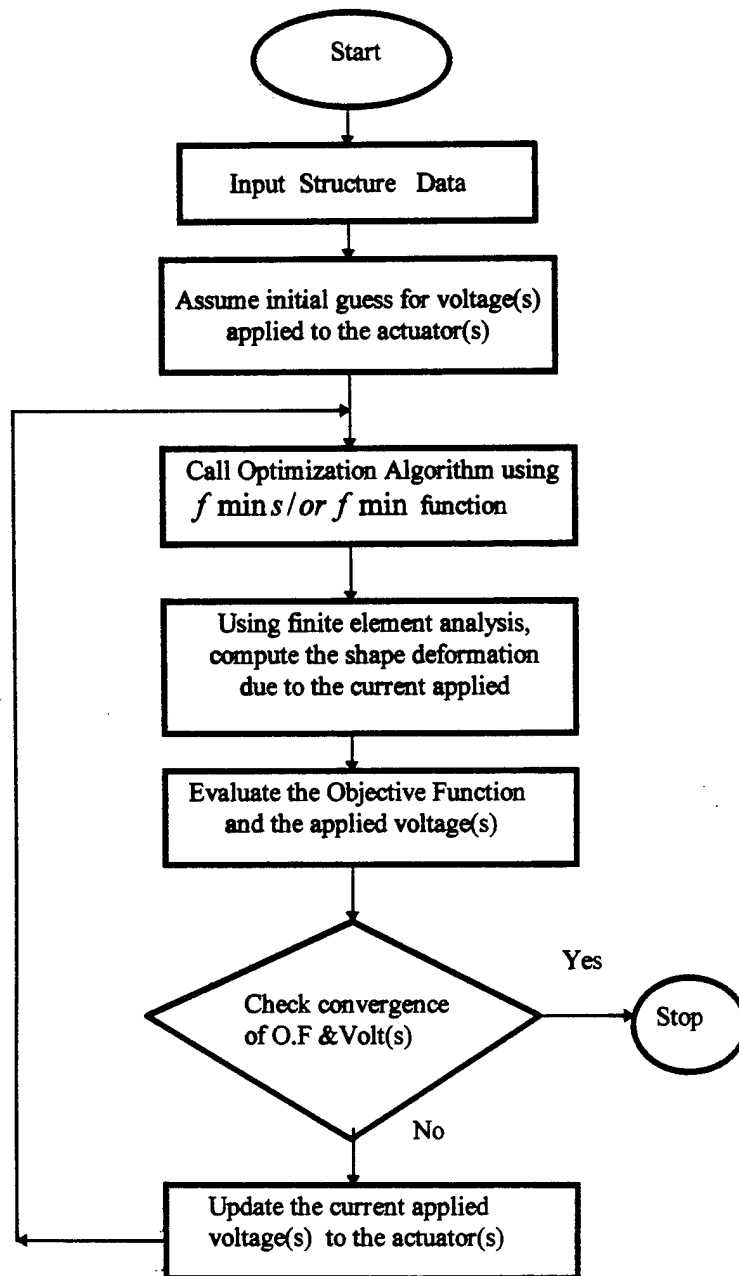 Start
Input Structure Data
Assume initial guess for voltage(s)
applied to the actuator(s)
Call Optimization Algorithm using
f min s / or f min function
Using finite element analysis,
compute the shape deformation
due to the current applied
Evaluate the Objective Function
and the applied voltage(s)
Check convergence
of O.F &Volt(s)
Yes
Stop
No
Update the current applied
voltage(s) to the actuator(s)